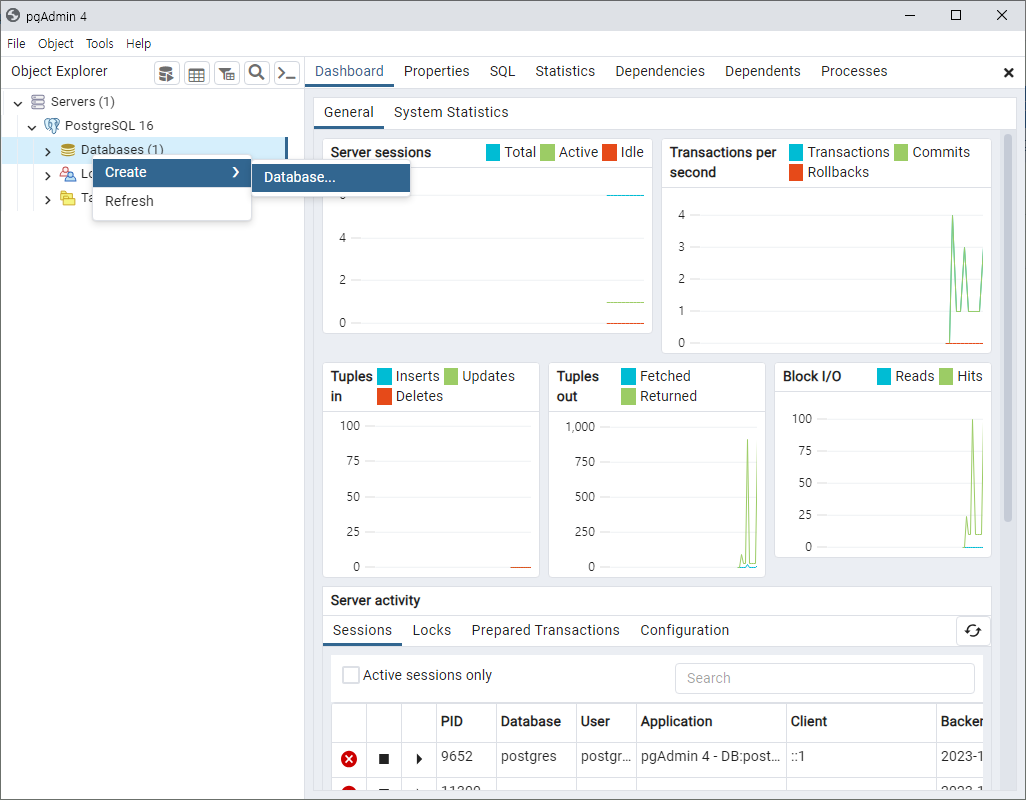 pgAdmin 4
File Object Tools Help
Object Explorer
Dashboard Properties SQL Statistics Dependencies Dependents Processes
Servers (1)
PostgreSQL 16
Databases (1)
Create
Database...
Refresh
General System Statistics
Server sessions
Total Active Idle
4
2
0
Transactions per second
Transactions Commits
Rollbacks
4
3
2
1
0
Tuples in
Inserts Updates
Deletes
100
75
50
25
0
Tuples out
Fetched
Returned
1,000
750
500
250
0
Block I/O
Reads Hits
100
75
50
25
0
Server activity
Sessions Locks Prepared Transactions Configuration
Active sessions only
Search
PID Database User Application Client
9652 postgres postgr... pgAdmin 4 - DB:post... ::1 2023-1